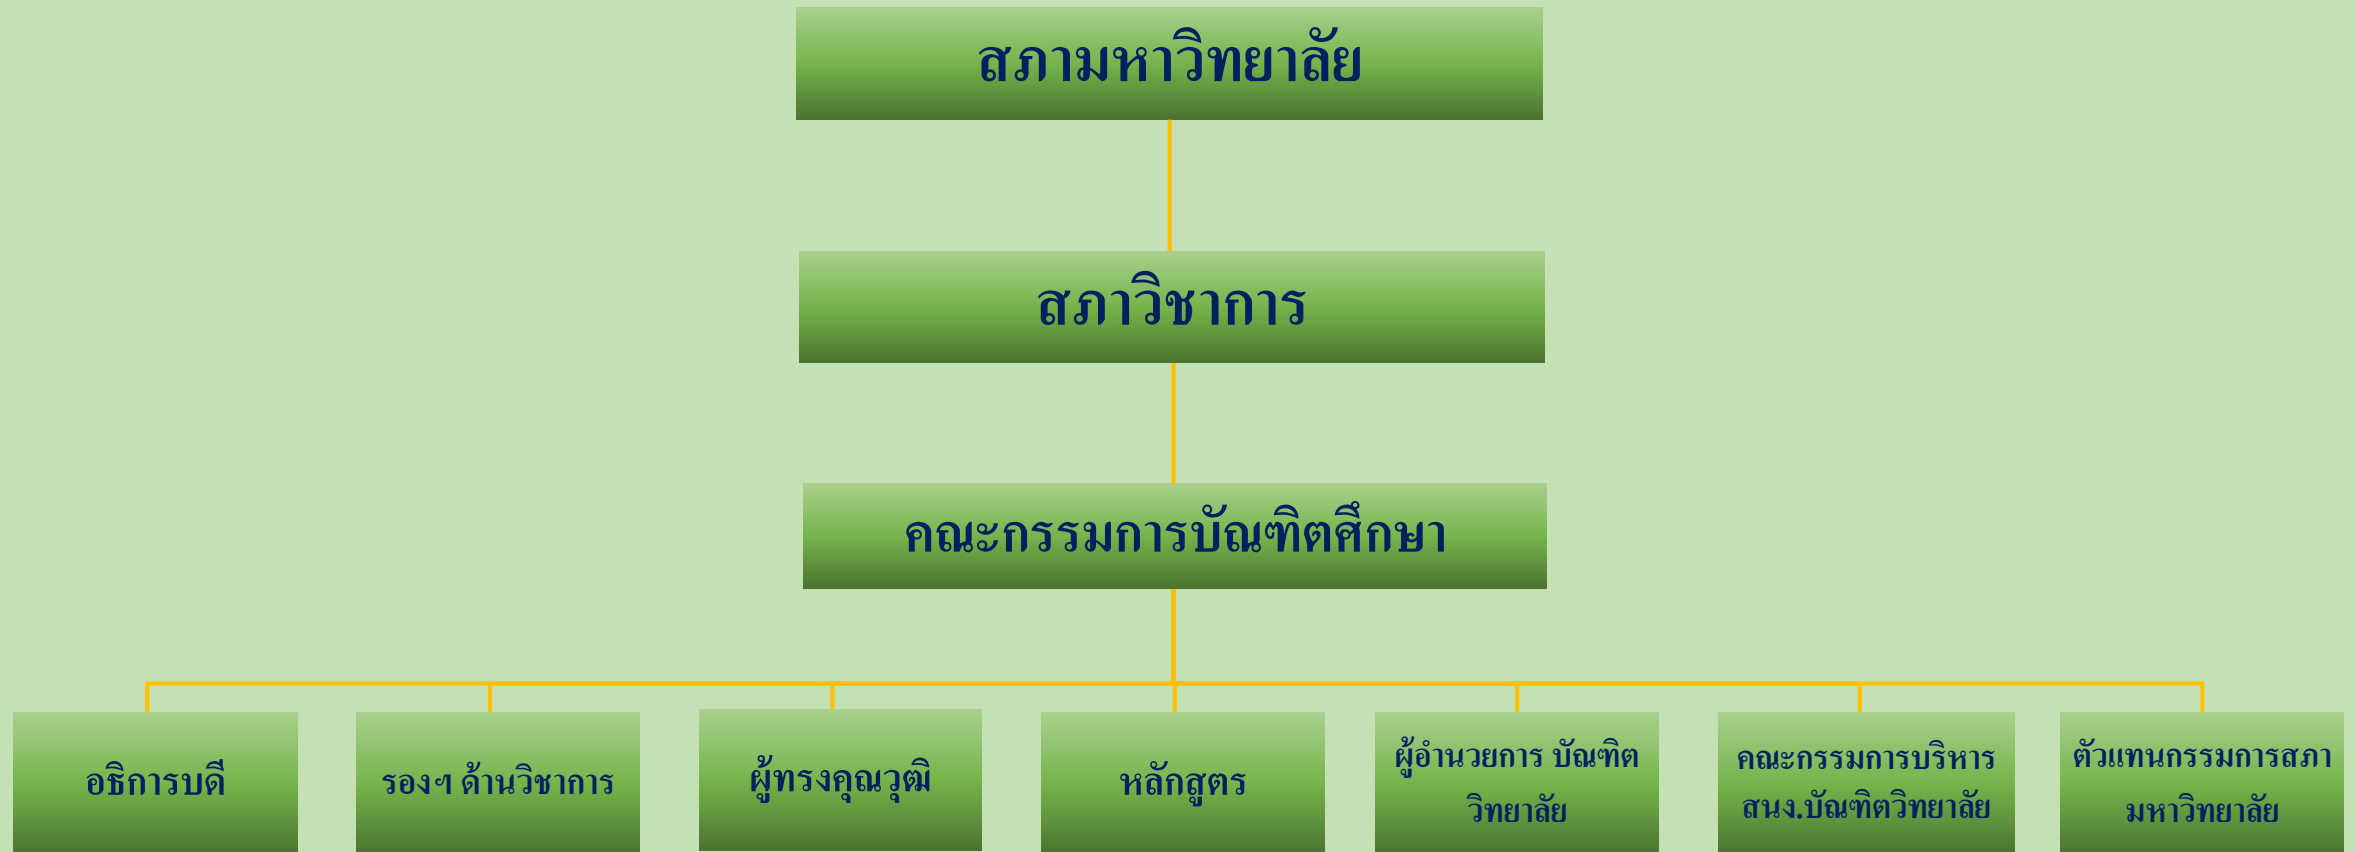 สภามหาวิทยาลัย
สภาวิชาการ
คณะกรรมการบัณฑิตศึกษา
อธิการบดี
รองฯ ด้านวิชาการ
ผู้ทรงคุณวุฒิ
หลักสูตร
ผู้อำนวยการ บัณฑิต
วิทยาลัย
คณะกรรมการบริหาร
สนง.บัณฑิตวิทยาลัย
ตัวแทนกรรมการสภา
มหาวิทยาลัย